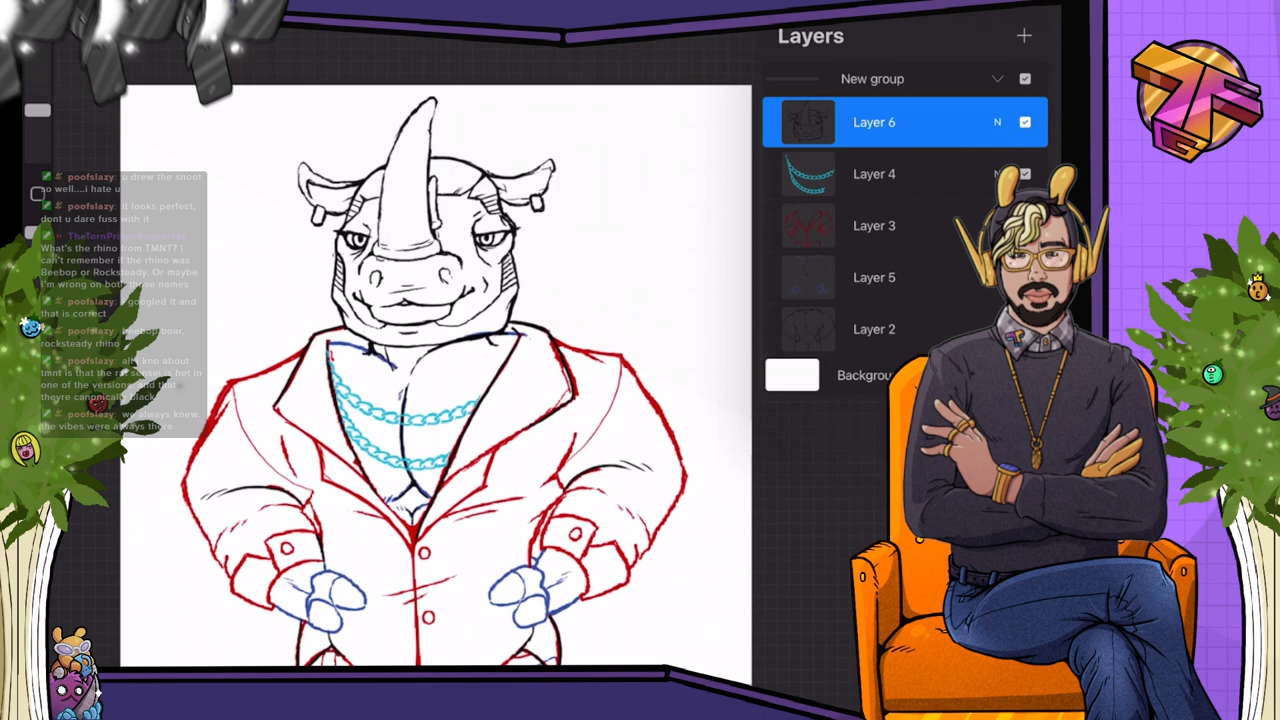 Layers
New group
Layer 6
N
Layer 4
N
Layer 3
Layer 5
Layer 2
Backgrou
poofslazy: u drew the snoot
so well....i hate u
poofslazy: it looks perfect,
dont u dare fuss with it
What's the rhino from TMNT? I
can't remember if the rhino was
Beebop or Rocksteady. Or maybe
I'm wrong on both those names
poofslazy: i googled it and
that is correct
poofslazy: beebop boar,
rocksteady rhino
poofslazy: all i kno about
tmnt is that the rat sensei is hot in
one of the versions and that
theyre canonically black
poofslazy: we always knew.
the vibes were always there